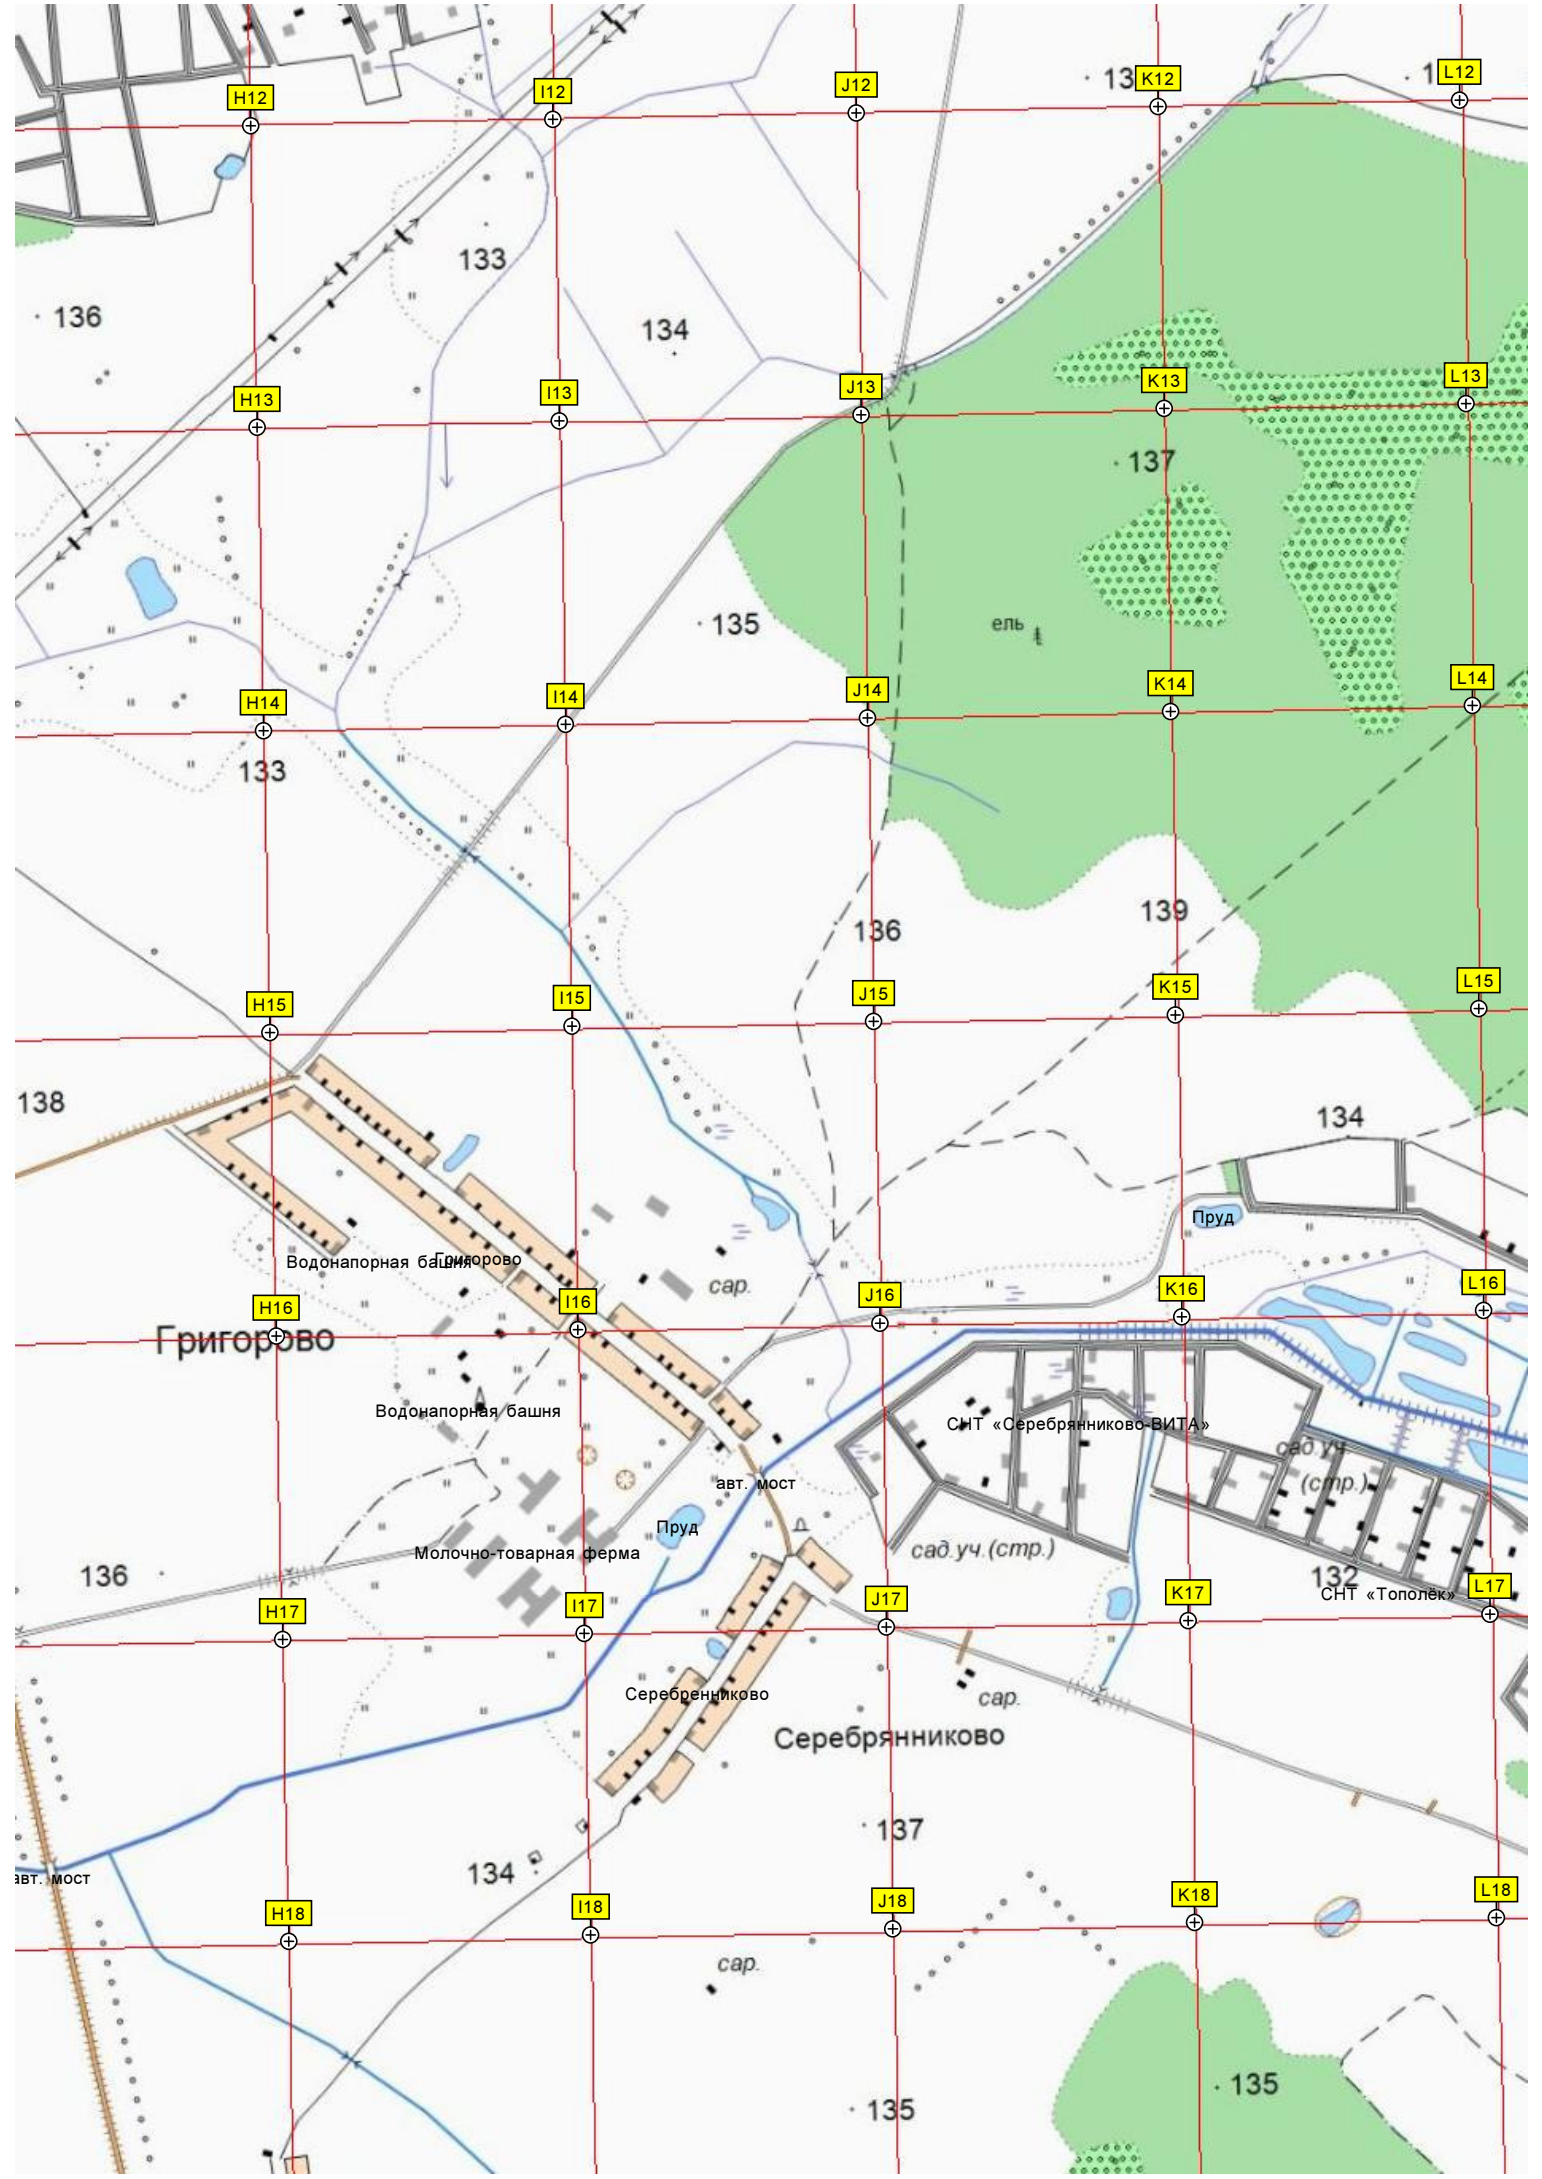 H12
I12
J12
13
K12
L12
133
136
134
H13
I13
J13
K13
L13
137
135
ель
H14
I14
J14
K14
L14
133
136
139
H15
I15
J15
K15
L15
138
134
Пруд
Водонапорная башня
Григорово
сар.
H16
I16
J16
K16
L16
Григорово
Водонапорная башня
СНТ «Серебрянниково-ВИТА»
сад.уч.
(стр.)
авт. мост
Пруд
Молочно-товарная ферма
сад.уч.(стр.)
136
132
СНТ «Тополёк»
H17
I17
J17
K17
L17
Серебренниково
сар.
Серебрянниково
137
134
авт. мост
H18
I18
J18
K18
L18
сар.
135
135